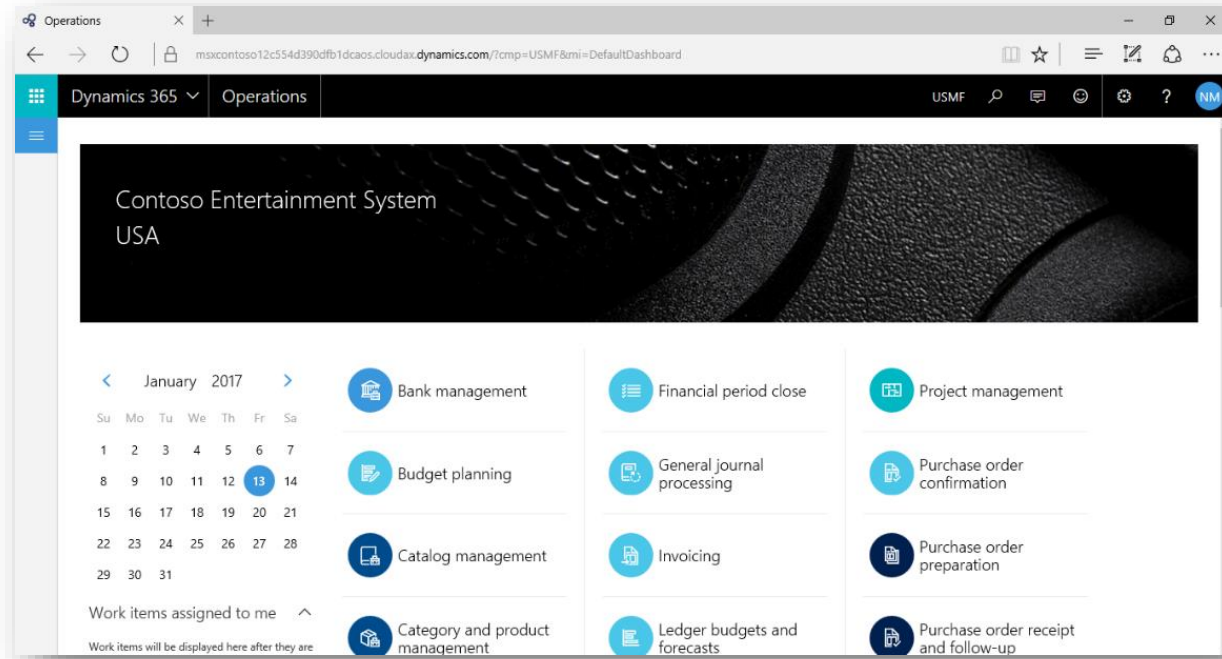 Operations
msxcontoso12c554d390dfb1dcaos.cloudax.dynamics.com/?cmp=USMF&mi=DefaultDashboard
Dynamics 365
Operations
USMF
?
NM
Contoso Entertainment System
USA
January 2017
Su Mo Tu We Th Fr Sa
1 2 3 4 5 6 7
8 9 10 11 12 13 14
15 16 17 18 19 20 21
22 23 24 25 26 27 28
29 30 31
Work items assigned to me
Work items will be displayed here after they are
Bank management
Budget planning
Catalog management
Category and product
management
Financial period close
General journal
processing
Invoicing
Ledger budgets and
forecasts
Project management
Purchase order
confirmation
Purchase order
preparation
Purchase order receipt
and follow-up